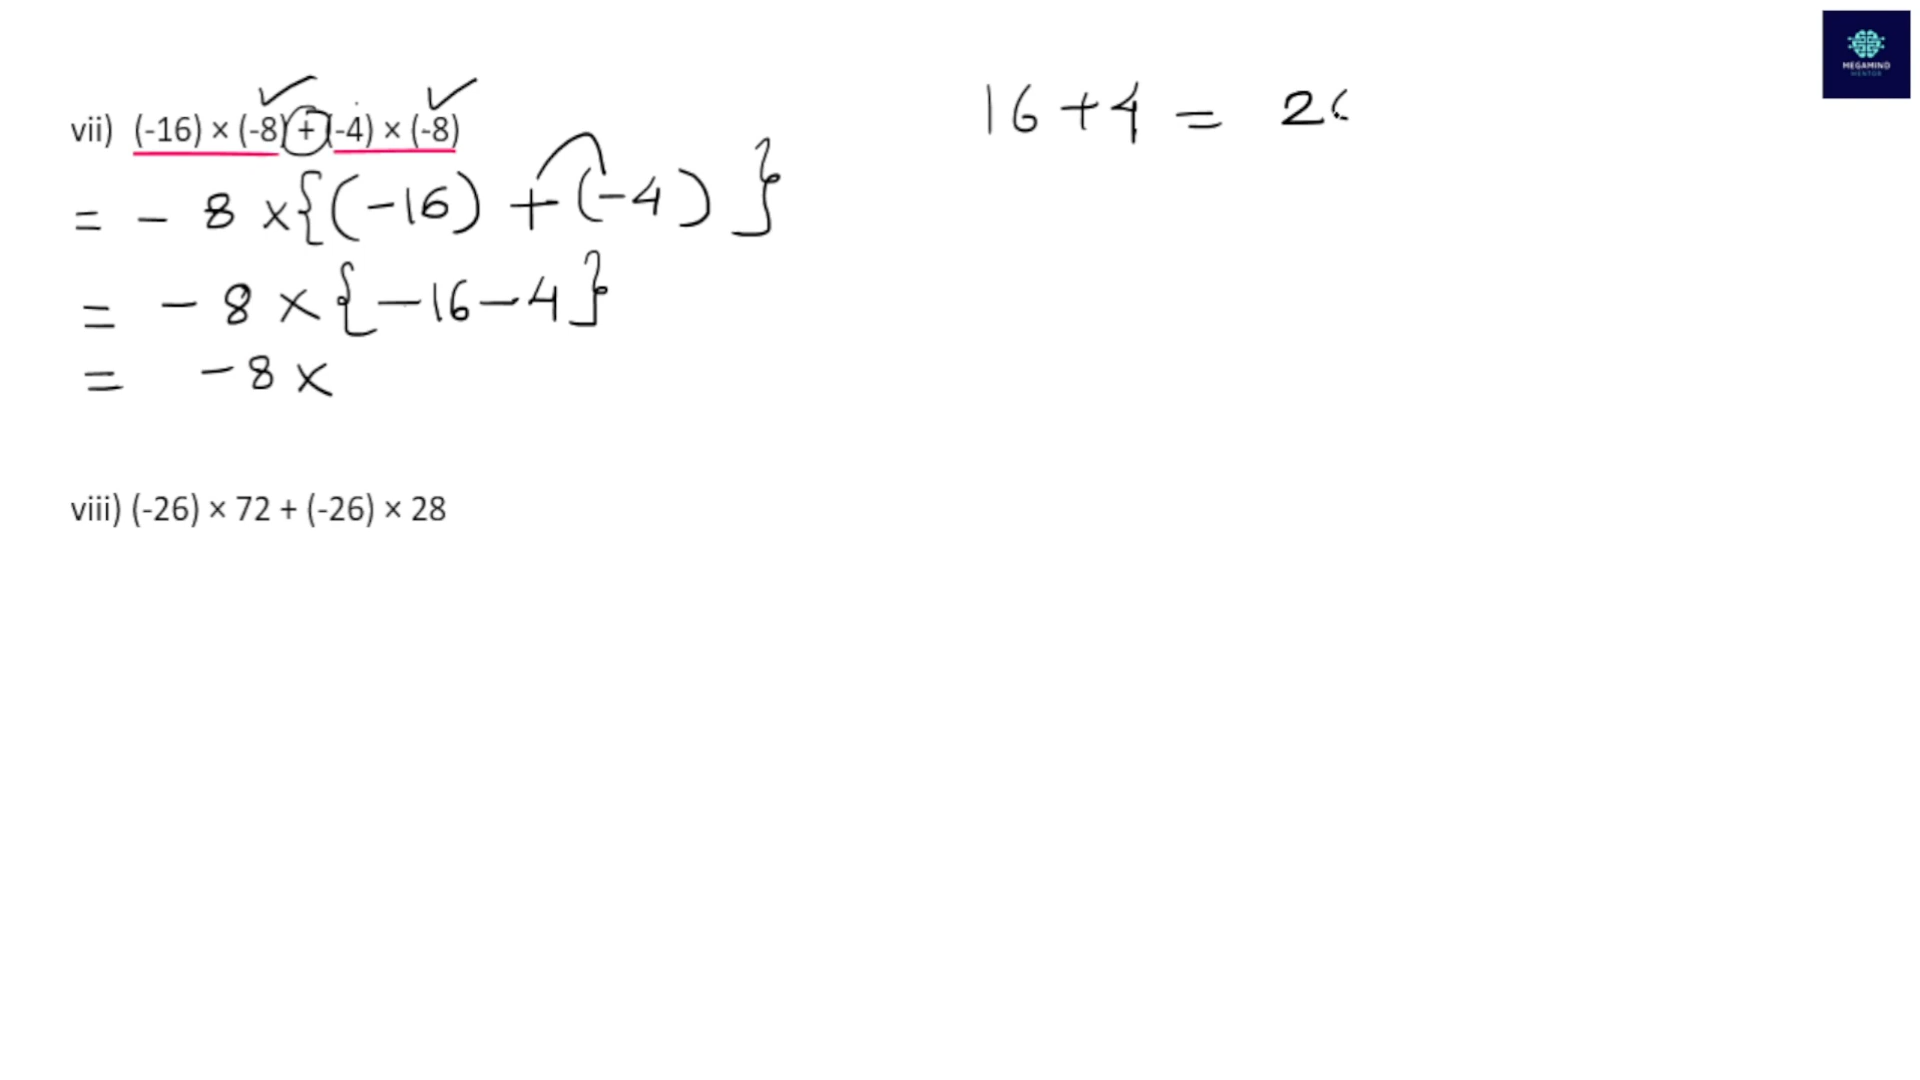 vii) (-16) × (-8) + (-4) × (-8)
= - 8 × {(-16) + (-4) }
= - 8 × {-16-4}
= -8 ×
16 + 4 = 2
viii) (-26) × 72 + (-26) × 28
MEGAMIND
MENTOR